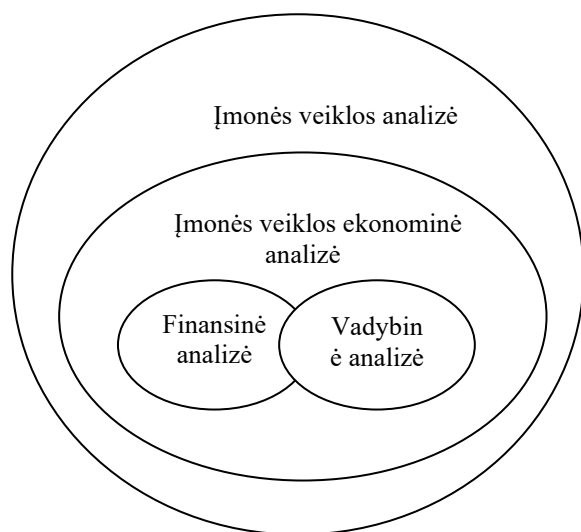 Įmonės veiklos analizė
Įmonės veiklos ekonominė
analizė
Finansinė
analizė
Vadybin
ė analizė